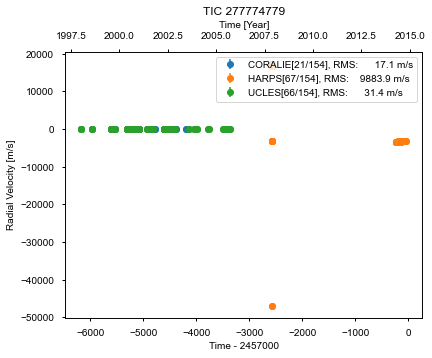 TIC 277774779
Time [Year]
1997.5 2000.0 2002.5 2005.0 2007.5 2010.0 2012.5 2015.0
CORALIE[21/154], RMS: 17.1 m/s
HARPS[67/154], RMS: 9883.9 m/s
UCLES[66/154], RMS: 31.4 m/s
20000
10000
0
−10000
−20000
−30000
−40000
−50000
Radial Velocity [m/s]
−6000 −5000 −4000 −3000 −2000 −1000 0
Time - 2457000